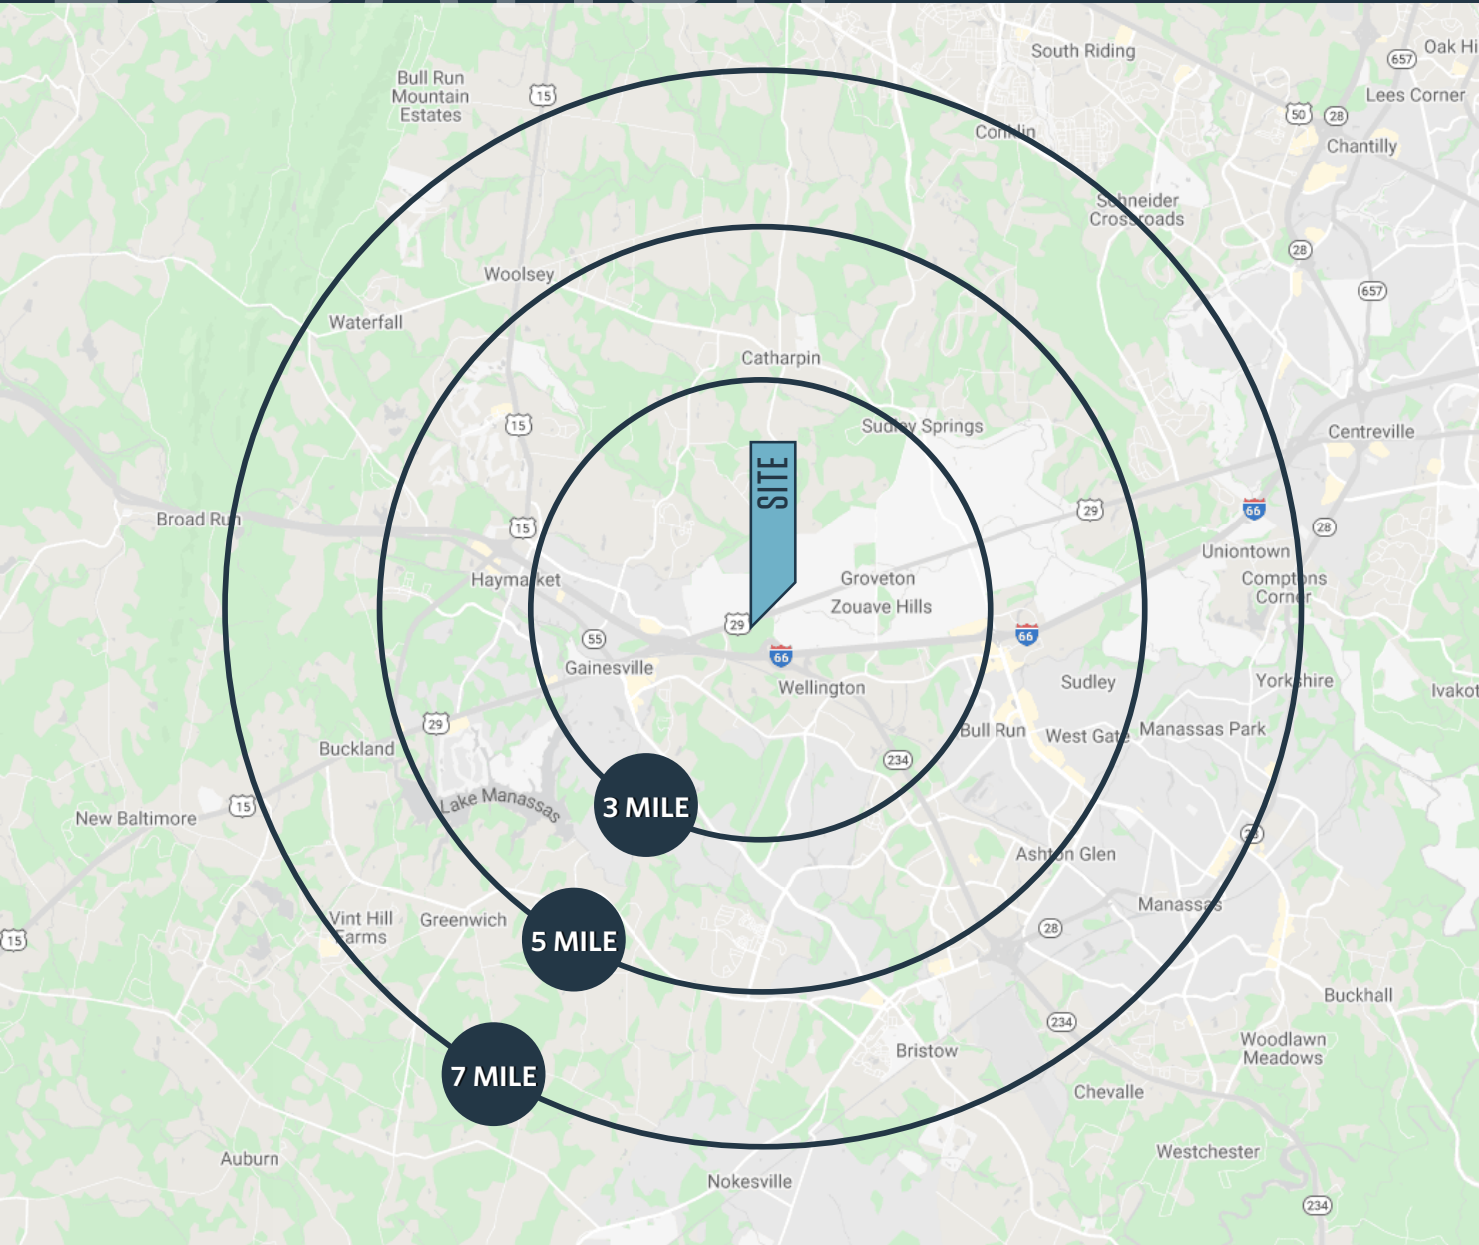 South Riding
Oak Hi
657
Bull Run
Mountain
Estates
15
Lees Corner
50
28
Conklin
Chantilly
Schneider
Crossroads
28
Woolsey
657
Waterfall
Catharpin
15
Sudley Springs
Centreville
SITE
29
66
Broad Run
15
28
Uniontown
Haymarket
Groveton
Comptons
Corner
Zouave Hills
29
55
66
66
Gainesville
Wellington
Sudley
Yorkshire
Ivakot
29
Bull Run
West Gate
Manassas Park
Buckland
234
15
Lake Manassas
3 MILE
New Baltimore
28
Ashton Glen
Manassas
Vint Hill
Farms
Greenwich
28
15
5 MILE
Buckhall
234
Woodlawn
Meadows
Bristow
7 MILE
Chevalle
Auburn
Westchester
Nokesville
234